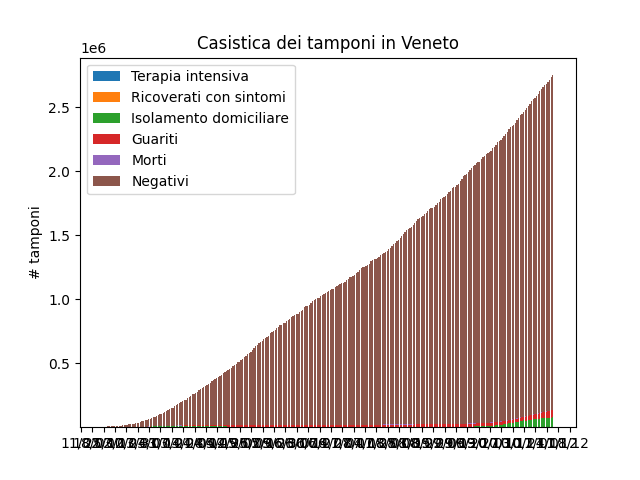 Casistica dei tamponi in Veneto
1e6
Terapia intensiva
Ricoverati con sintomi
Isolamento domiciliare
Guariti
Morti
Negativi
# tamponi
2.5
2.0
1.5
1.0
0.5